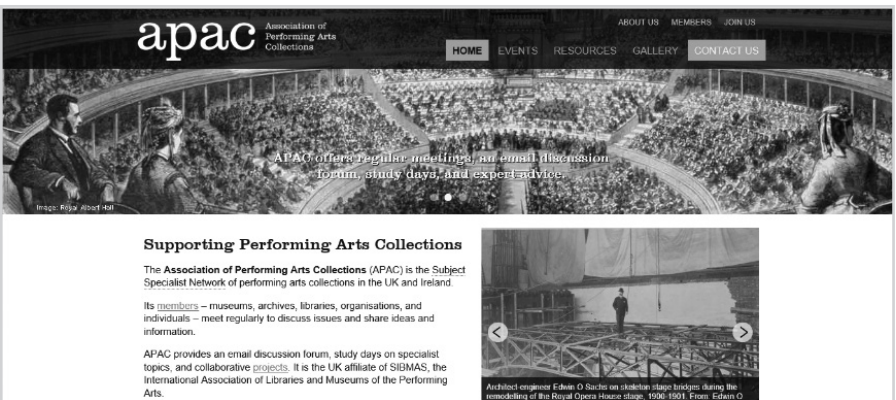 apac
Association of
Performing Arts
Collections
ABOUT US MEMBERS JOIN US
HOME EVENTS RESOURCES GALLERY CONTACT US
APAC offers regular meetings, an email discussion
forum, study days, and expert advice.
Image: Royal Albert Hall
Supporting Performing Arts Collections
The Association of Performing Arts Collections (APAC) is the Subject
Specialist Network of performing arts collections in the UK and Ireland.
Its members – museums, archives, libraries, organisations, and
individuals – meet regularly to discuss issues and share ideas and
information.
APAC provides an email discussion forum, study days on specialist
topics, and collaborative projects. It is the UK affiliate of SIBMAS, the
International Association of Libraries and Museums of the Performing
Arts.
Architect-engineer Edwin O Sachs on skeleton stage bridges during the
remodelling of the Royal Opera House stage, 1900-1901. From: Edwin O